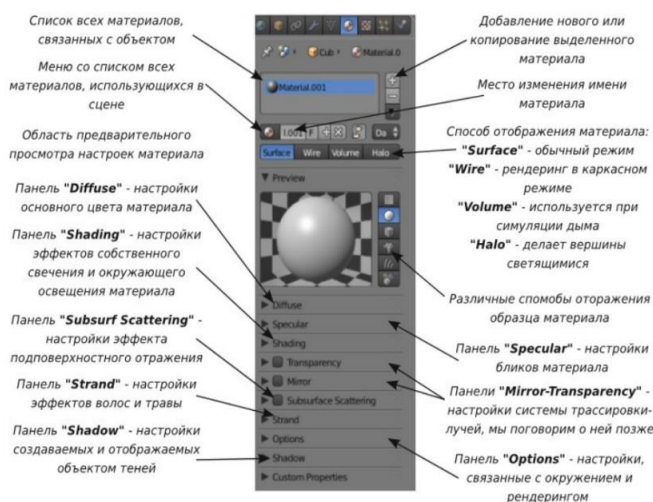 Список всех материалов,
связанных с объектом
Меню со списком всех
материалов, использующихся в
сцене
Область предварительного
просмотра настроек материала
Панель "Diffuse" - настройки
основного цвета материала
Панель "Shading" - настройки
эффектов собственного
свечения и окружающего
освещения материала
Панель "Subsurf Scattering" -
настройки эффекта
подповерхностного отражения
Панель "Strand" - настройки
эффектов волос и травы
Панель "Shadow" - настройки
создаваемых и отображаемых
объектом теней
Cub
Material.0
Material.001
F
Da
Surface Wire Volume Halo
Preview
Diffuse
Specular
Shading
Transparency
Mirror
Subsurface Scattering
Strand
Options
Shadow
Custom Properties
Добавление нового или
копирование выделенного
материала
Место изменения имени
материала
Способ отображения материала:
"Surface" - обычный режим
"Wire" - рендеринг в каркасном
режиме
"Volume" - используется при
симуляции дыма
"Halo" - делает вершины
светящимися
Различные спомобы оторажения
образца материала
Панель "Specular" - настройки
бликов материала
Панели "Mirror-Transparency" -
настройки системы трассировки-
лучей, мы поговорим о ней позже
Панель "Options" - настройки,
связанные с окружением и
рендерингом